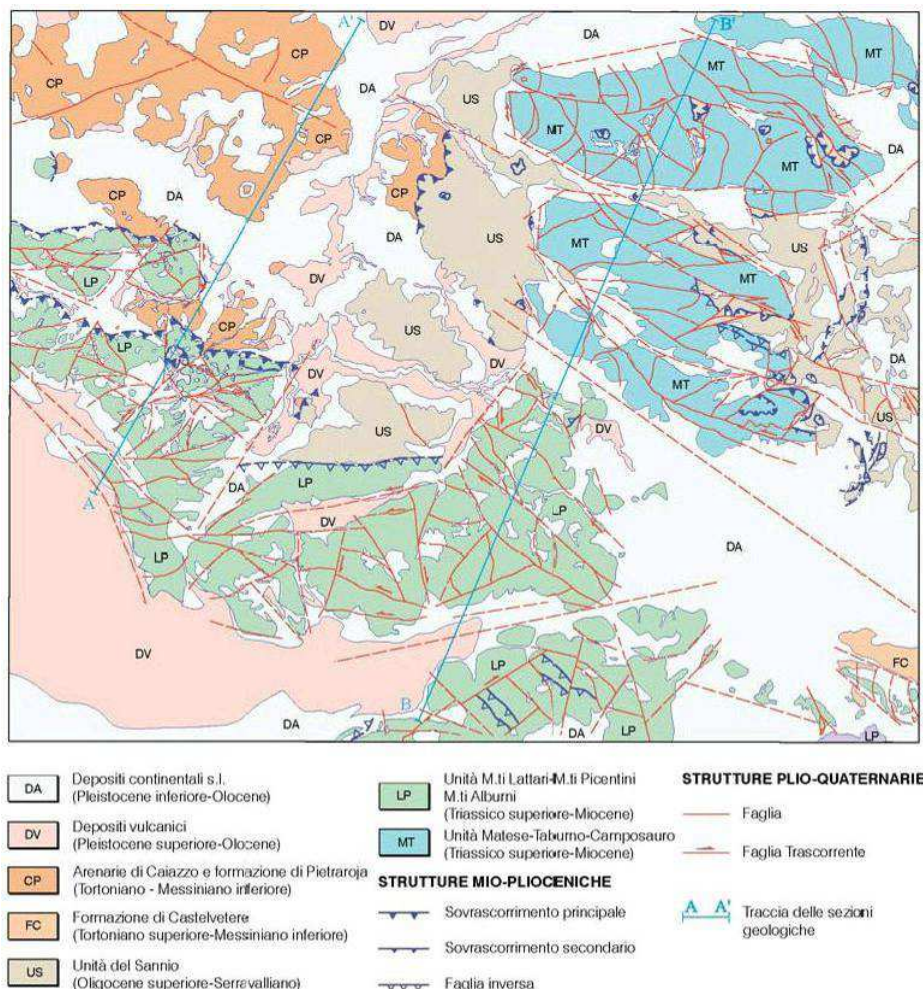 A'
DV
B'
DA
MT
MT
CP
CP
DA
US
MT
MT
CP
MT
DA
CP
DA
CP
DA
US
MT
US
LP
DV
MT
CP
US
LP
DV
DV
MT
DA
US
US
DV
A
DA
LP
DV
LP
LP
DA
DV
LP
FC
B
DA
DA
LP
LP
DA
Depositi continentali s.l.
(Pleistocene inferiore-Olocene)
DV
Depositi vulcanici
(Pleistocene superiore-Olocene)
CP
Arenarie di Caiazzo e formazione di Pietraroja
(Tortoniano - Messiniano inferiore)
FC
Formazione di Castelvetere
(Tortoniano superiore-Messiniano inferiore)
US
Unità del Sannio
(Oligocene superiore-Serravalliano)
LP
Unità M.ti Lattari-M.ti Picentini
M.ti Alburni
(Triassico superiore-Miocene)
MT
Unità Matese-Taburno-Camposauro
(Triassico superiore-Miocene)
STRUTTURE MIO-PLIOCENICHE
Sovrascorrimento principale
Sovrascorrimento secondario
Faglia inversa
STRUTTURE PLIO-QUATERNARIE
Faglia
Faglia Trascorrente
A A'
Traccia delle sezioni
geologiche